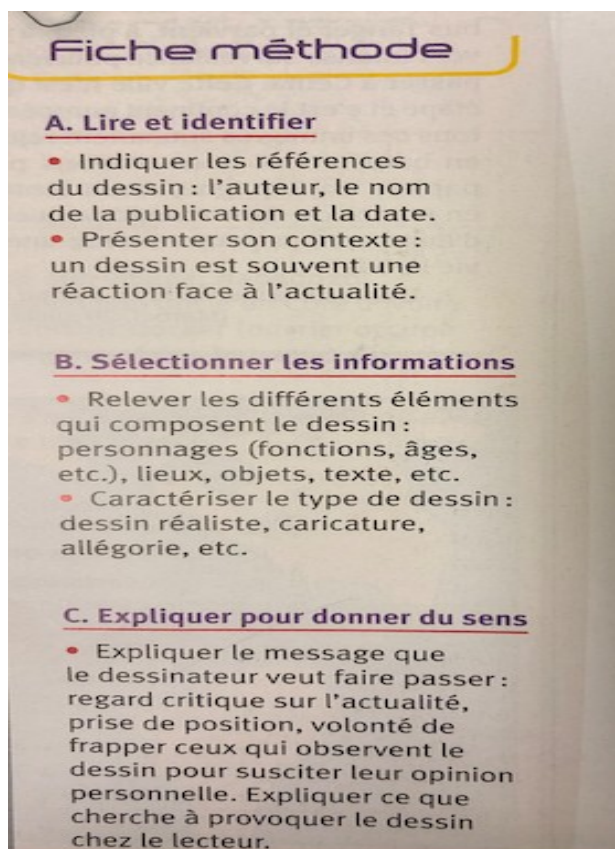 Fiche méthode
A. Lire et identifier
• Indiquer les références
du dessin : l'auteur, le nom
de la publication et la date.
• Présenter son contexte :
un dessin est souvent une
réaction face à l'actualité.
B. Sélectionner les informations
• Relever les différents éléments
qui composent le dessin :
personnages (fonctions, âges,
etc.), lieux, objets, texte, etc.
• Caractériser le type de dessin :
dessin réaliste, caricature,
allégorie, etc.
C. Expliquer pour donner du sens
• Expliquer le message que
le dessinateur veut faire passer :
regard critique sur l'actualité,
prise de position, volonté de
frapper ceux qui observent le
dessin pour susciter leur opinion
personnelle. Expliquer ce que
cherche à provoquer le dessin
chez le lecteur.